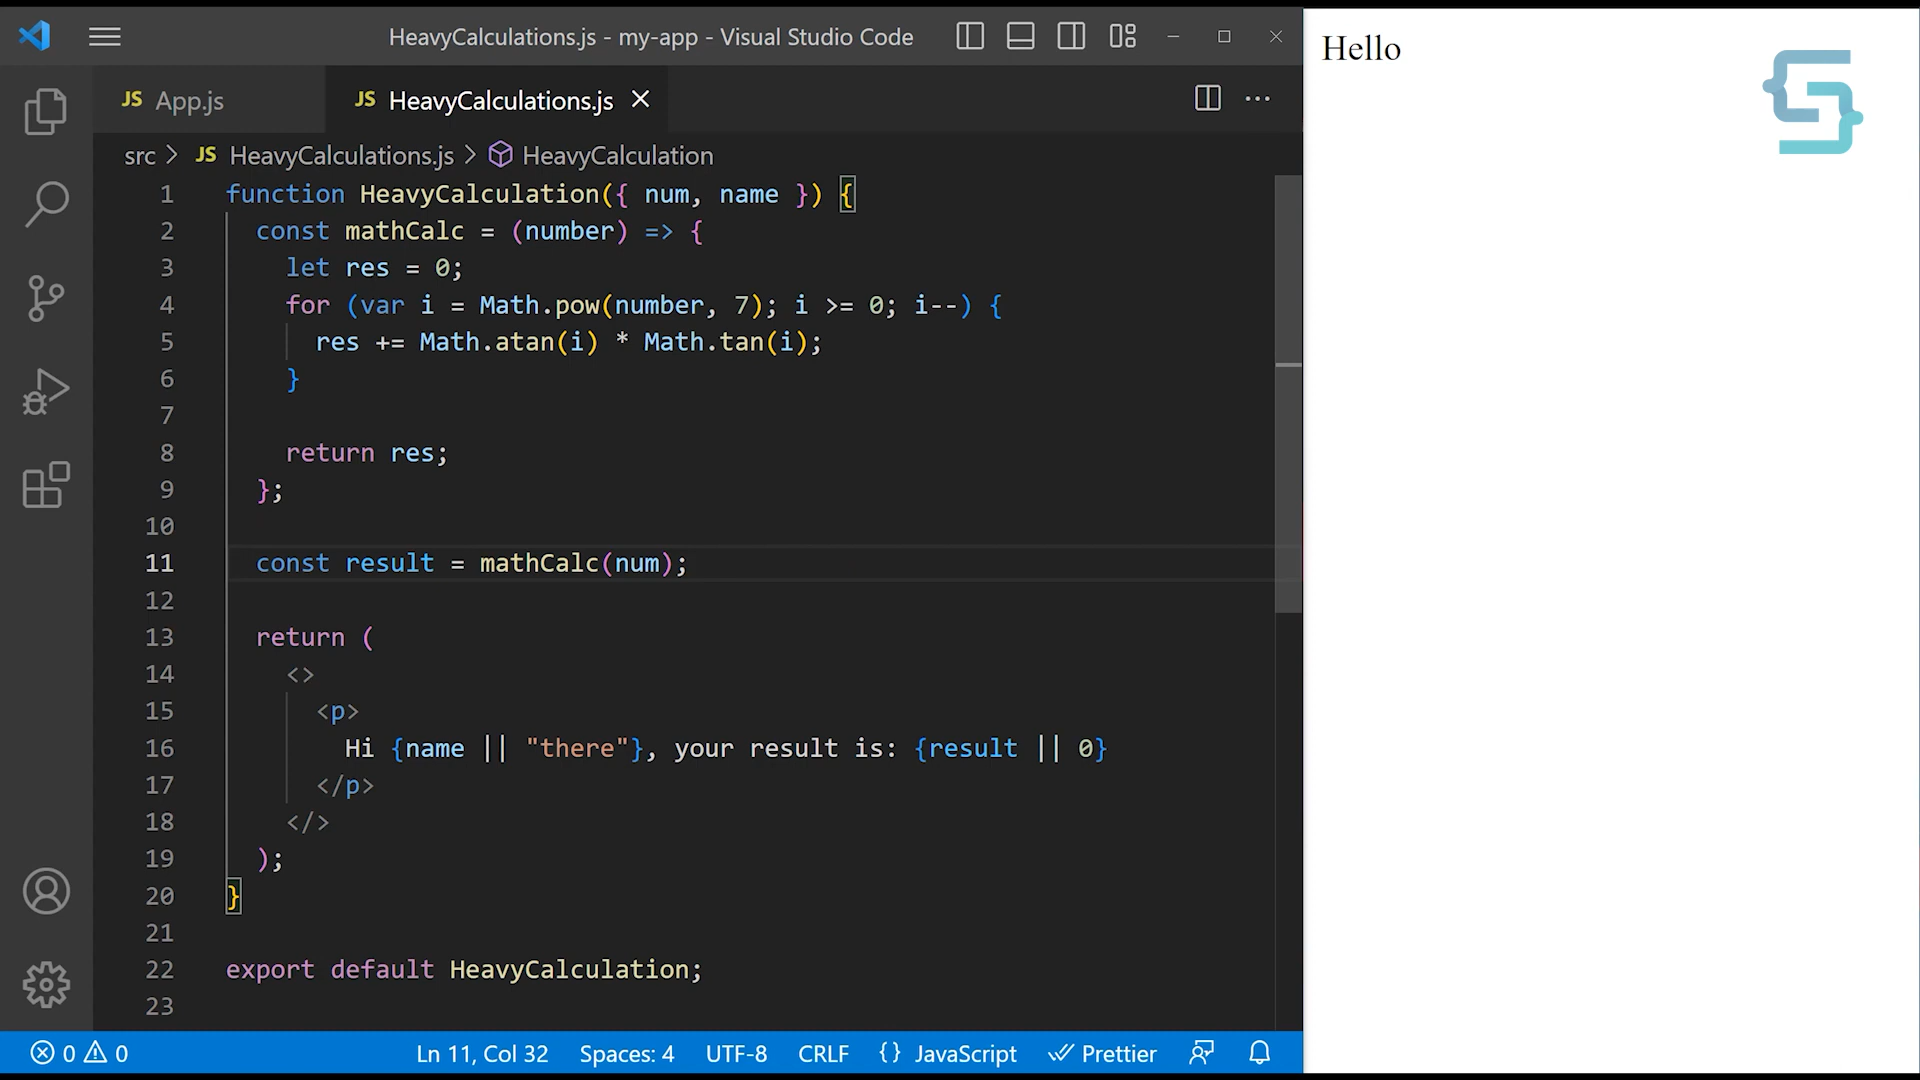 HeavyCalculations.js - my-app - Visual Studio Code
JS App.js
JS HeavyCalculations.js
src > JS HeavyCalculations.js > HeavyCalculation
1 function HeavyCalculation({ num, name }) {
2 const mathCalc = (number) => {
3 let res = 0;
4 for (var i = Math.pow(number, 7); i >= 0; i--) {
5 res += Math.atan(i) * Math.tan(i);
6 }
7
8 return res;
9 };
10
11 const result = mathCalc(num);
12
13 return (
14 <>
15 <p>
16 Hi {name || "there"}, your result is: {result || 0}
17 </p>
18 </>
19 );
20 }
21
22 export default HeavyCalculation;
23
0 0 Ln 11, Col 32 Spaces: 4 UTF-8 CRLF {} JavaScript Prettier
Hello